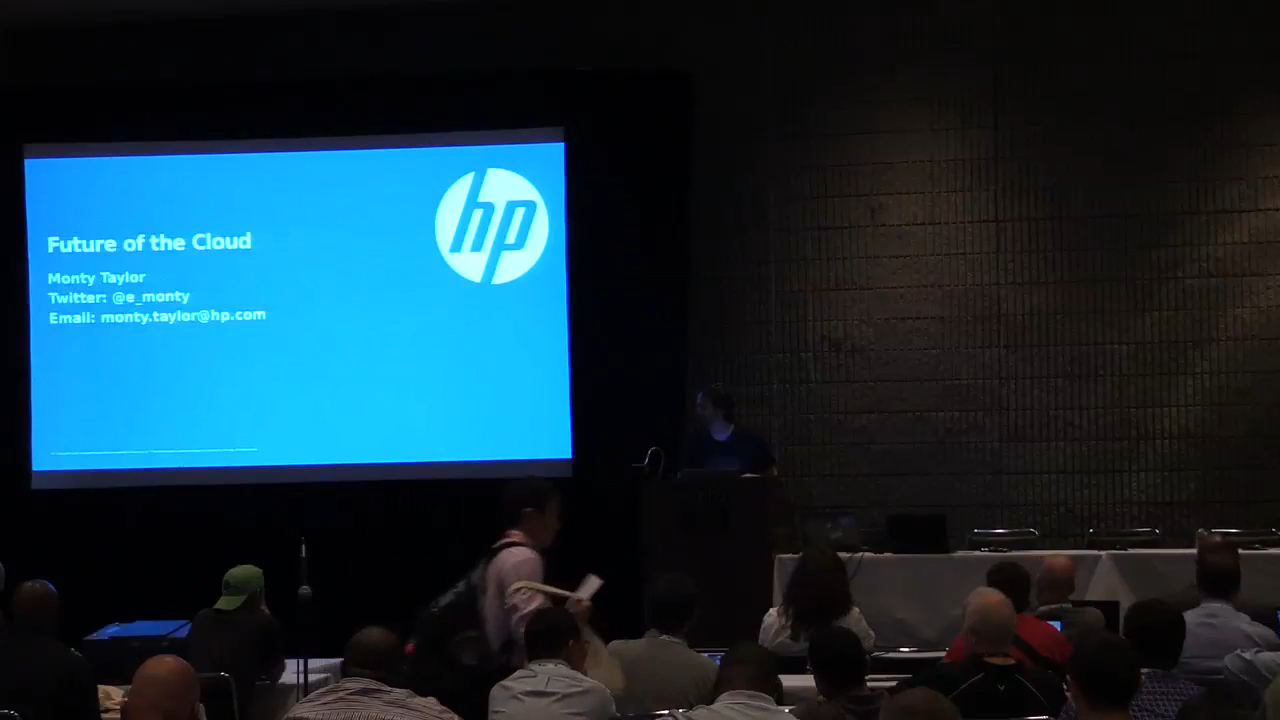 hp
Future of the Cloud
Monty Taylor
Twitter: @e_monty
Email: monty.taylor@hp.com